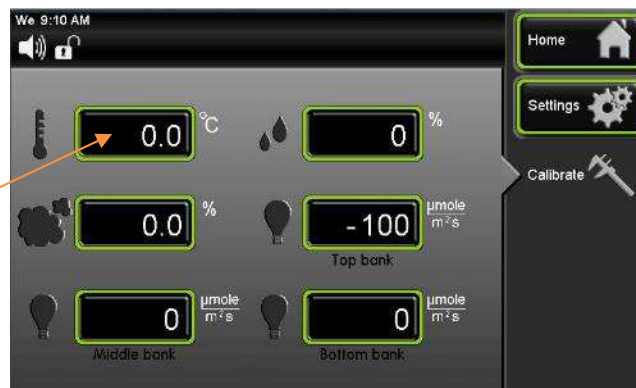 We 9:10 AM
Home
Settings
Calibrate
0.0 °C
0 %
0.0 %
-100 µmole/m²s
Top bank
0 µmole/m²s
Middle bank
0 µmole/m²s
Bottom bank